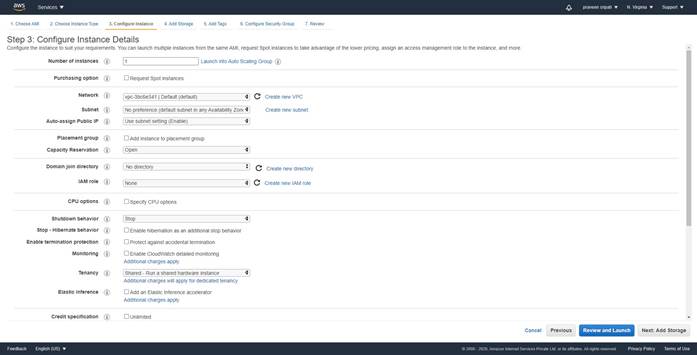 aws Services praveen sripati N. Virginia Support
1. Choose AMI 2. Choose Instance Type 3. Configure Instance 4. Add Storage 5. Add Tags 6. Configure Security Group 7. Review
Step 3: Configure Instance Details
Configure the instance to suit your requirements. You can launch multiple instances from the same AMI, request Spot instances to take advantage of the lower pricing, assign an access management role to the instance, and more.
Number of instances 1 Launch into Auto Scaling Group
Purchasing option Request Spot instances
Network (default) Create new VPC
Subnet No preference (default subnet in any Availability Zone Create new subnet
Auto-assign Public IP Use subnet setting (Enable)
Placement group Add instance to placement group
Capacity Reservation Open
Domain join directory No directory Create new directory
IAM role None Create new IAM role
CPU options Specify CPU options
Shutdown behavior Stop
Stop - Hibernate behavior Enable hibernation as an additional stop behavior
Enable termination protection Protect against accidental termination
Monitoring Enable CloudWatch detailed monitoring
Additional charges apply
Tenancy Shared - Run a shared hardware instance
Additional charges will apply for dedicated tenancy
Elastic Inference Add an Elastic Inference accelerator
Additional charges apply
Credit specification Unlimited
Cancel Previous Review and Launch Next: Add Storage
Feedback English (US) © 2008 - 2020, Amazon Internet Services Private Ltd. or its affiliates. All rights reserved. Privacy Policy Terms of Use